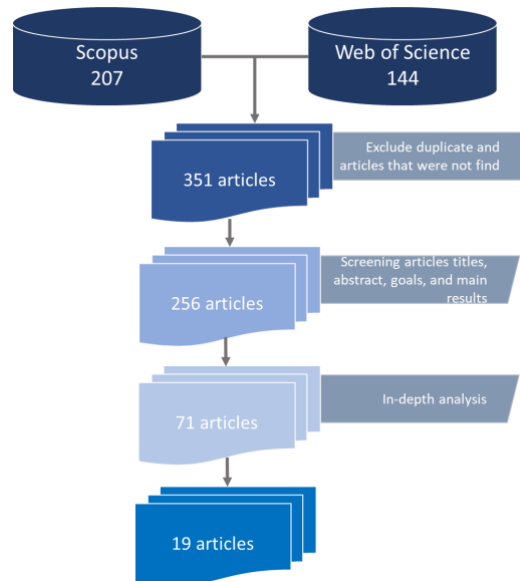 Scopus
207
Web of Science
144
Exclude duplicate and
articles that were not find
351 articles
Screening articles titles,
abstract, goals, and main
results
256 articles
In-depth analysis
71 articles
19 articles